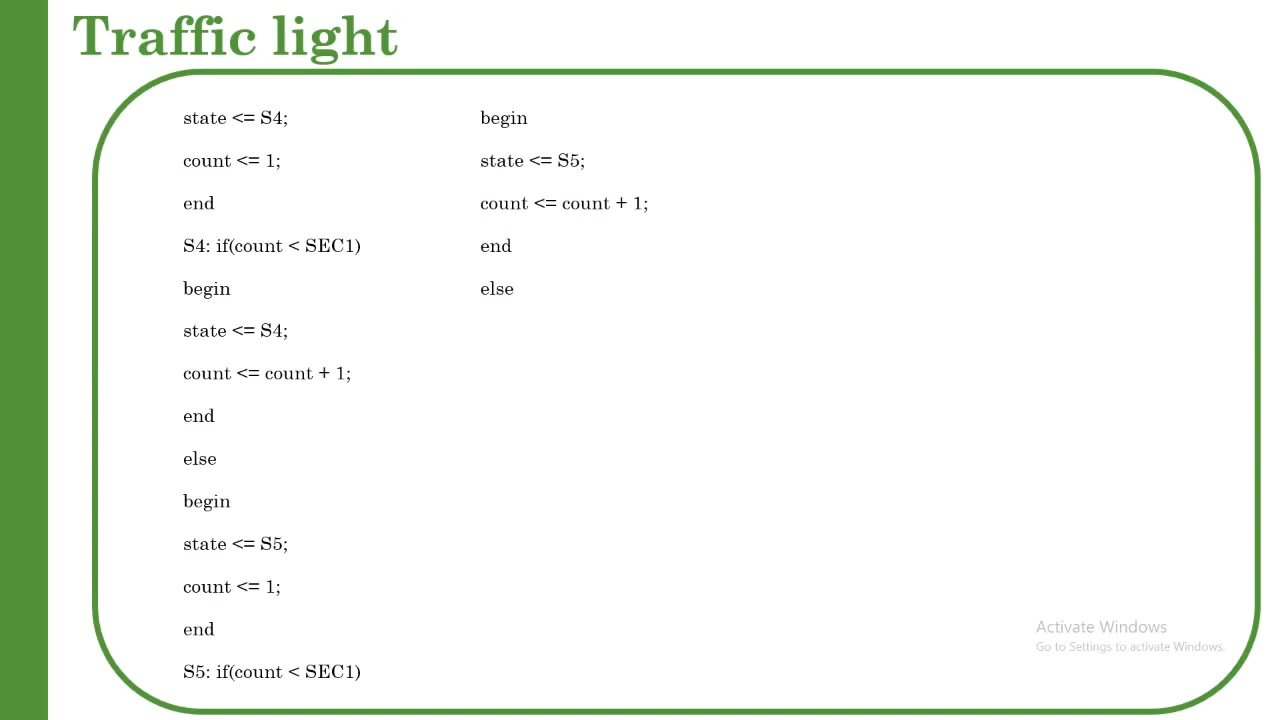 Traffic light
state <= S4;
count <= 1;
end
S4: if(count < SEC1)
begin
state <= S4;
count <= count + 1;
end
else
begin
state <= S5;
count <= 1;
end
S5: if(count < SEC1)
begin
state <= S5;
count <= count + 1;
end
else
Activate Windows
Go to Settings to activate Windows.